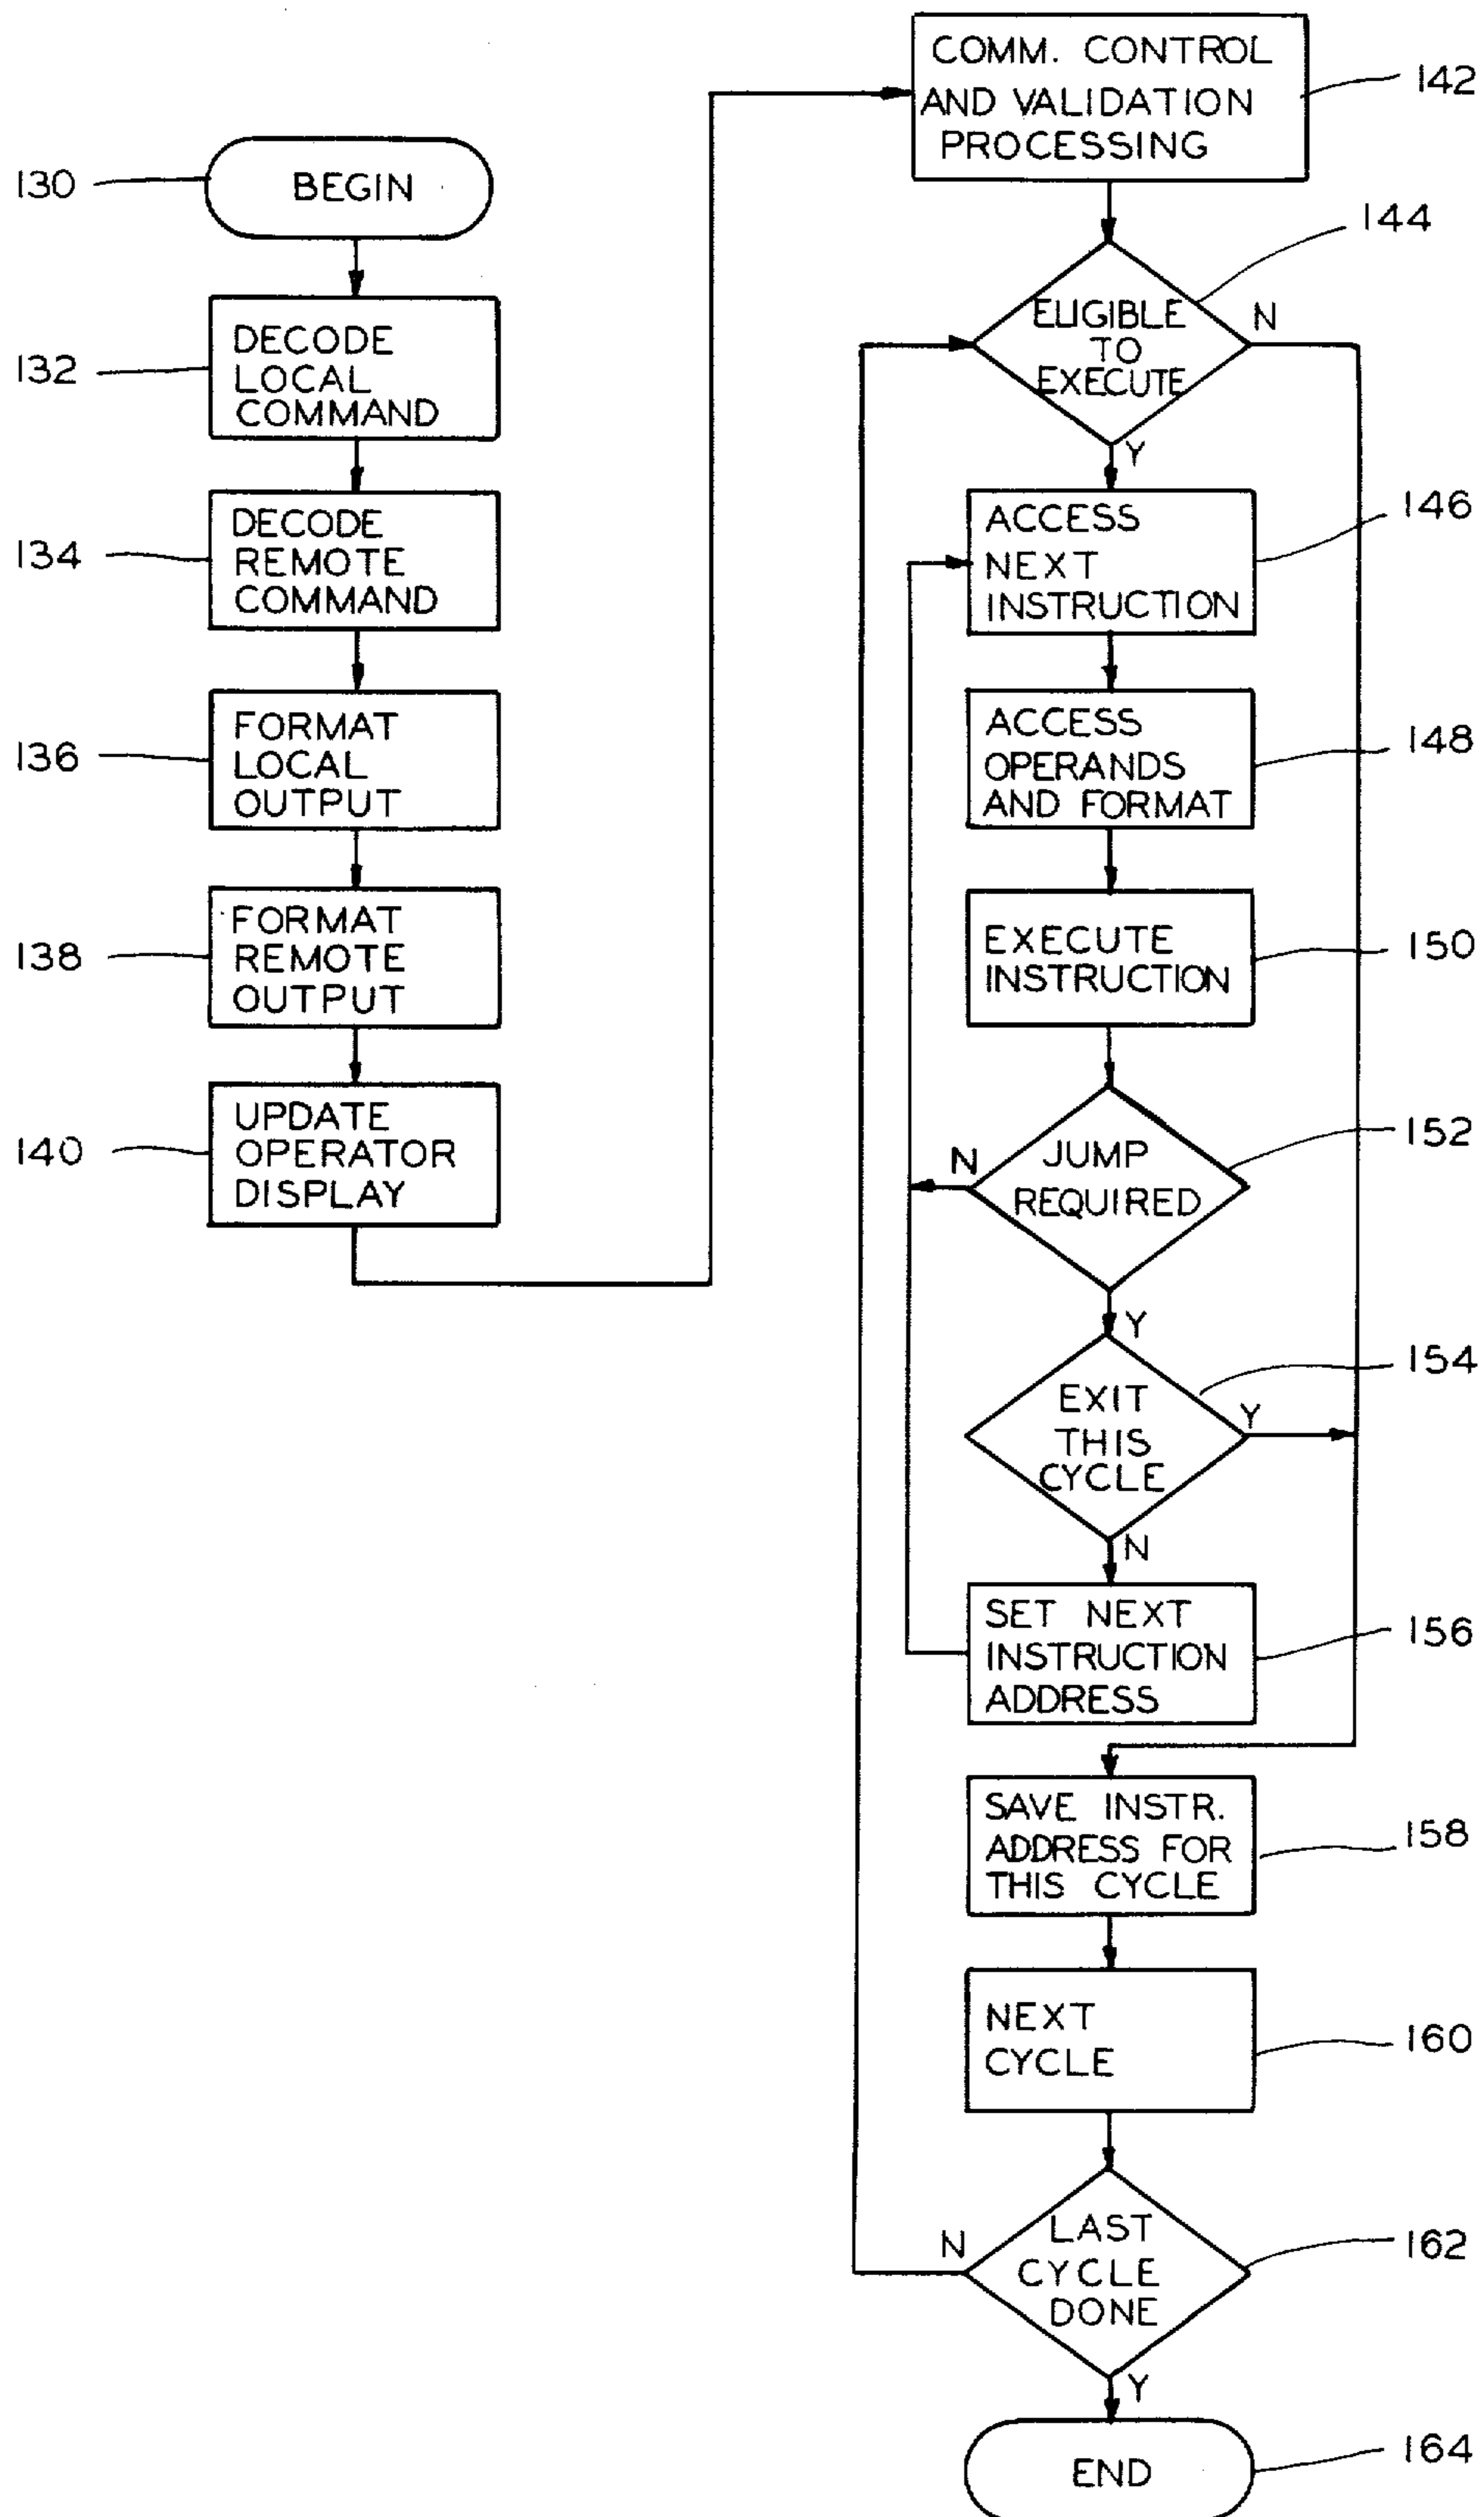 130
BEGIN
132
DECODE
LOCAL
COMMAND
134
DECODE
REMOTE
COMMAND
136
FORMAT
LOCAL
OUTPUT
138
FORMAT
REMOTE
OUTPUT
140
UPDATE
OPERATOR
DISPLAY
COMM. CONTROL
AND VALIDATION
PROCESSING
142
144
ELIGIBLE
TO
EXECUTE
N
Y
ACCESS
NEXT
INSTRUCTION
146
ACCESS
OPERANDS
AND FORMAT
148
EXECUTE
INSTRUCTION
150
JUMP
REQUIRED
152
N
Y
EXIT
THIS
CYCLE
154
Y
N
SET NEXT
INSTRUCTION
ADDRESS
156
SAVE INSTR.
ADDRESS FOR
THIS CYCLE
158
NEXT
CYCLE
160
LAST
CYCLE
DONE
162
N
Y
END
164